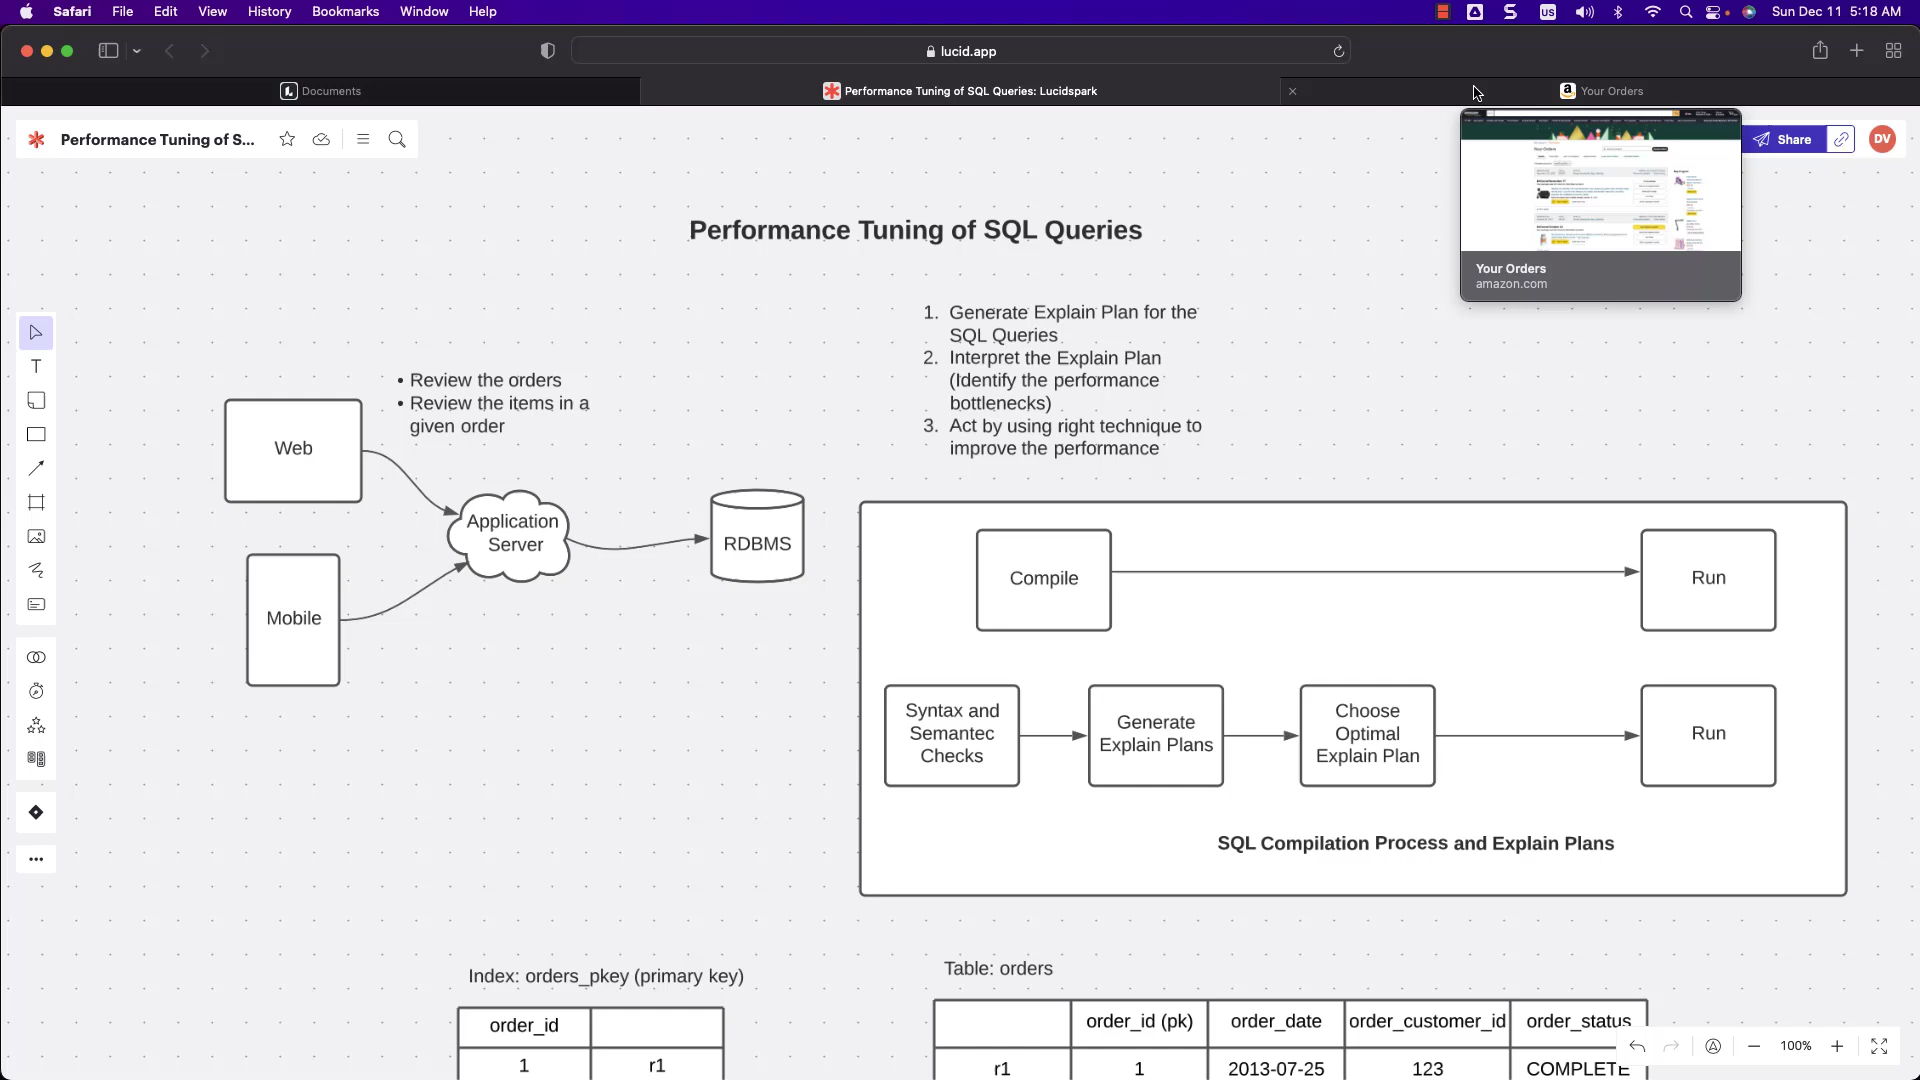 Safari File Edit View History Bookmarks Window Help
US
Sun Dec 11 5:18 AM
lucid.app
Documents
Performance Tuning of SQL Queries: Lucidspark
Your Orders
Performance Tuning of S...
Share
DV
Your Orders
amazon.com
Performance Tuning of SQL Queries
1. Generate Explain Plan for the
SQL Queries
2. Interpret the Explain Plan
(Identify the performance
bottlenecks)
3. Act by using right technique to
improve the performance
• Review the orders
• Review the items in a
given order
Web
Mobile
Application
Server
RDBMS
Compile
Run
Syntax and
Semantec
Checks
Generate
Explain Plans
Choose
Optimal
Explain Plan
Run
SQL Compilation Process and Explain Plans
Index: orders_pkey (primary key)
order_id
1 r1
Table: orders
order_id (pk) order_date order_customer_id order_status
r1 1 2013-07-25 123 COMPLETE
100%